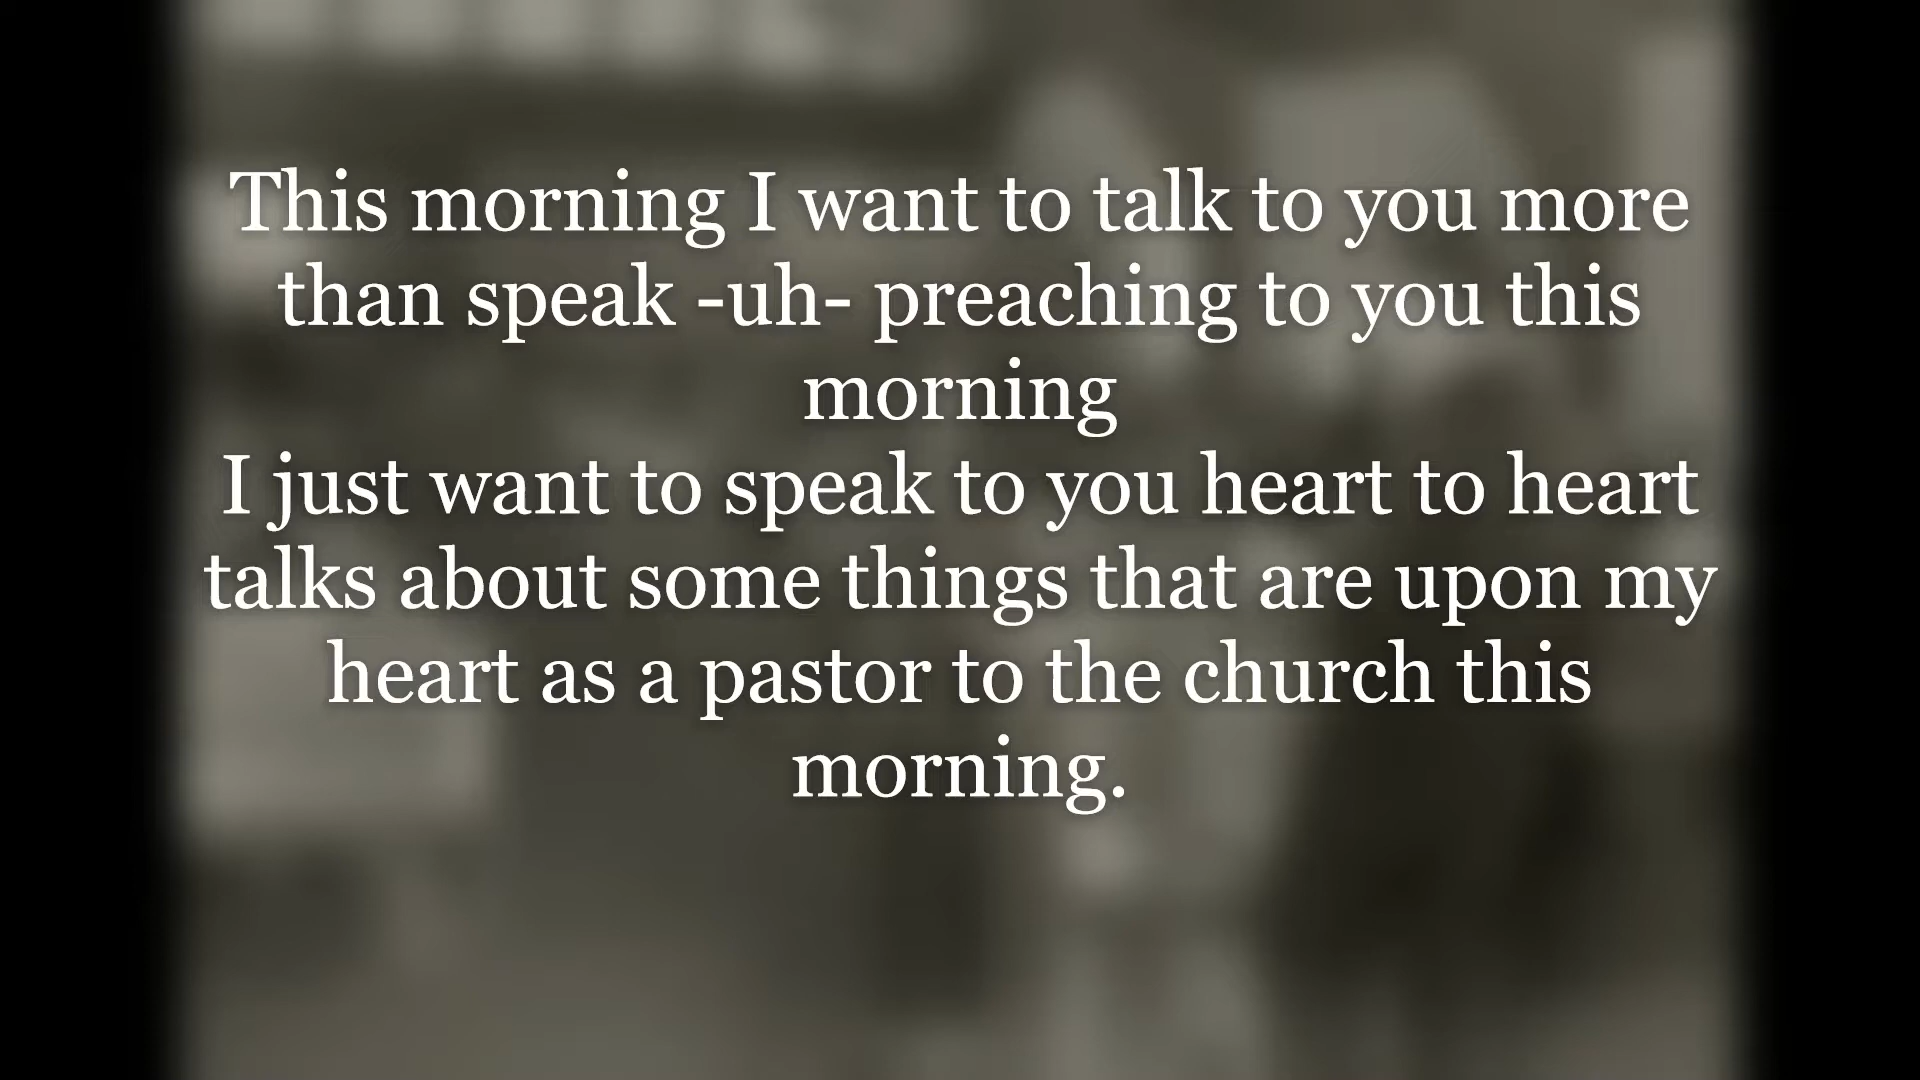 This morning I want to talk to you more
than speak -uh- preaching to you this
morning
I just want to speak to you heart to heart
talks about some things that are upon my
heart as a pastor to the church this
morning.